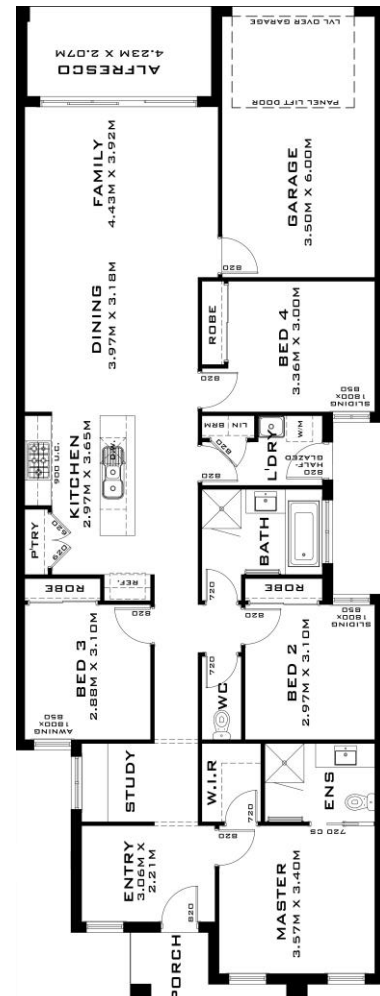 LVL OVER GARAGE
PANEL LIFT DOOR
ALFRESCO
4.23M X 2.07M
FAMILY
4.43M X 3.92M
GARAGE
3.50M X 6.00M
820
DINING
3.97M X 3.18M
ROBE
BED 4
3.36M X 3.00M
820
SLIDING
1800X
850
KITCHEN
2.97M X 3.65M
900 U.C.
D.W.
LIN
BRM
820
820
L'DRY
W/M
820
HALF-
GLAZED
P'TRY
620
620
BATH
720
REF.
ROBE
ROBE
BED 3
2.88M X 3.10M
820
AWNING
1800X
850
820
BED 2
2.97M X 3.10M
SLIDING
1800X
850
720
WC
STUDY
W.I.R
720
ENS
720 CS
ENTRY
3.06M X
2.21M
820
820
MASTER
3.57M X 3.40M
PORCH